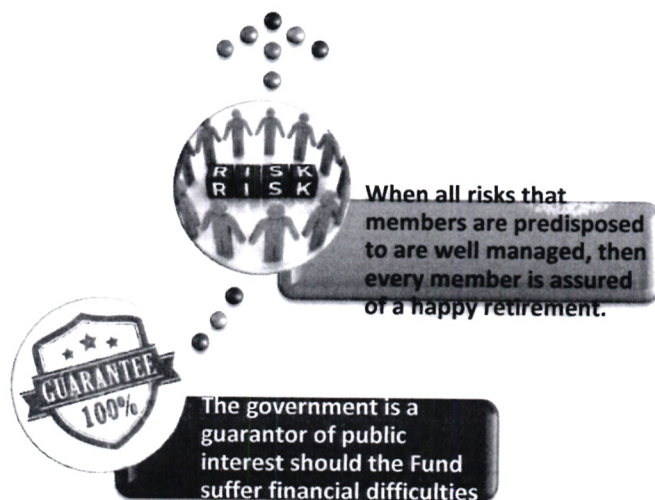 RISK
RISK
When all risks that
members are predisposed
to are well managed, then
every member is assured
of a happy retirement.
GUARANTEE
100%
The government is a
guarantor of public
interest should the Fund
suffer financial difficulties